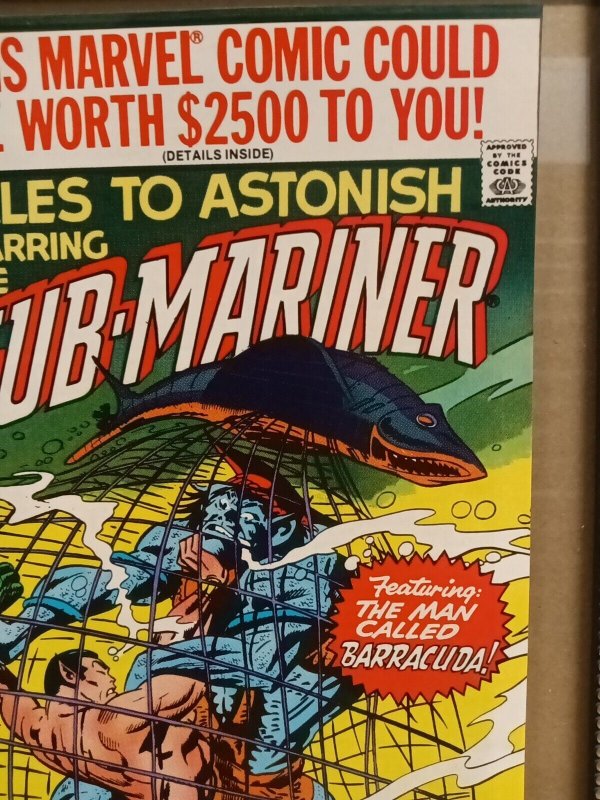 S MARVEL® COMIC COULD
WORTH $2500 TO YOU!
(DETAILS INSIDE)
APPROVED
BY THE
COMICS
CODE
CA
AUTHORITY
LES TO ASTONISH
ARRING
E
UB-MARINER®
Featuring:
THE MAN
CALLED
BARRACUDA!